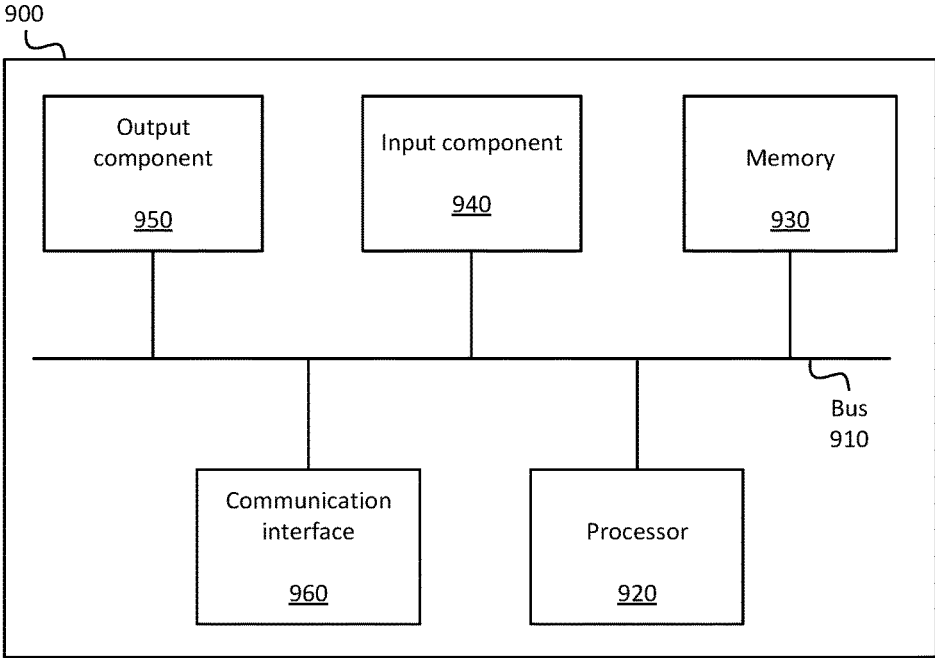 900
Output
component
950
Input component
940
Memory
930
Bus
910
Communication
interface
960
Processor
920